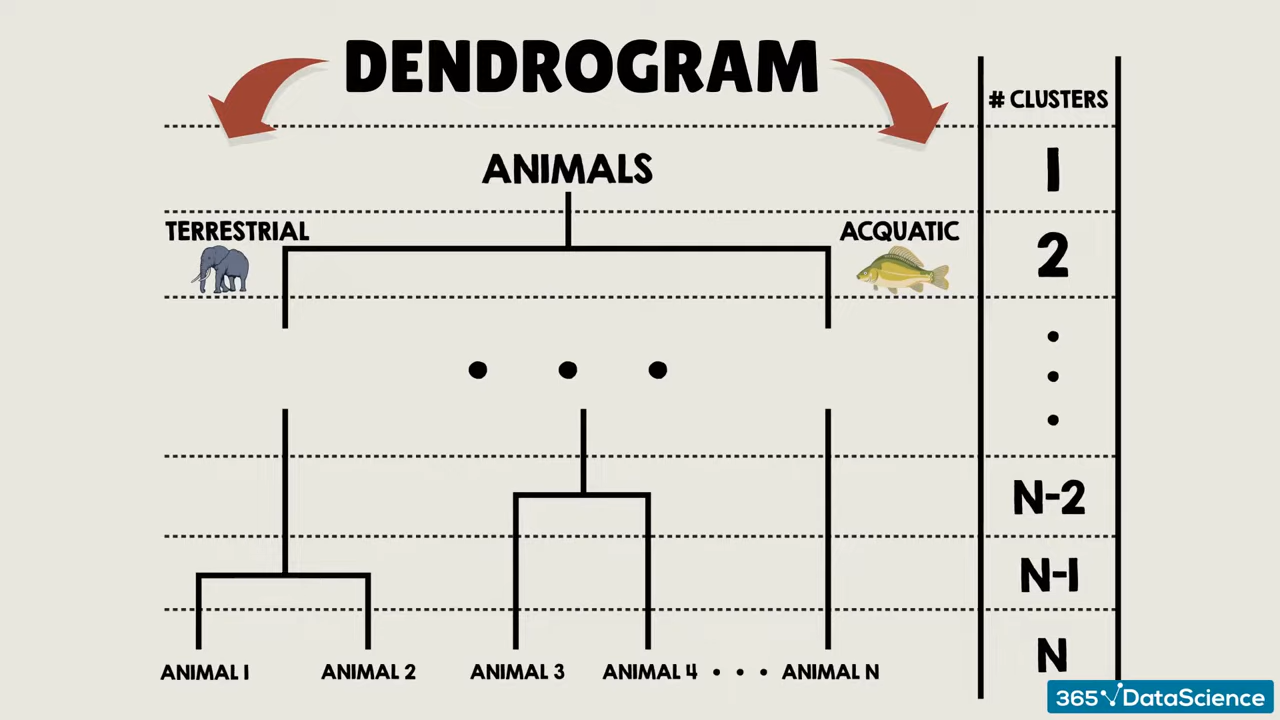 DENDROGRAM
# CLUSTERS
ANIMALS
1
TERRESTRIAL
ACQUATIC
2
N-2
N-1
ANIMAL 1
ANIMAL 2
ANIMAL 3
ANIMAL 4
ANIMAL N
N
365 DataScience